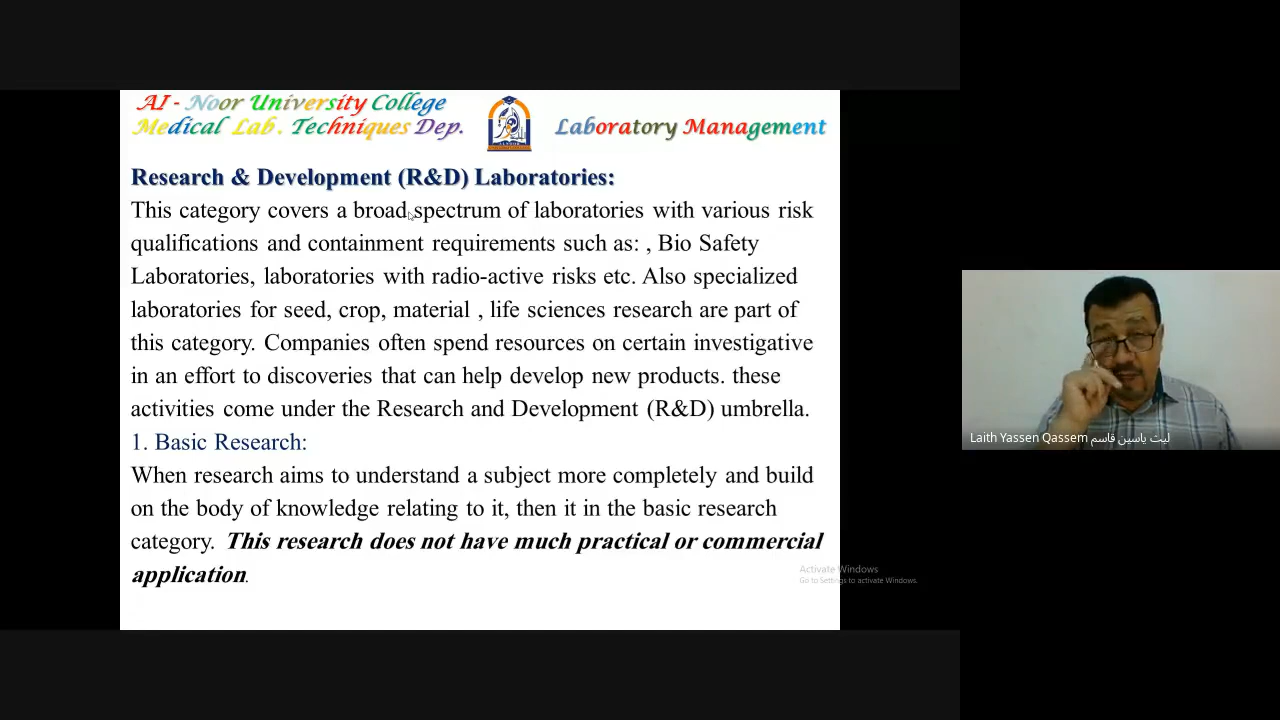 Al - Noor University College
Medical Lab . Techniques Dep.
Laboratory Management
Research & Development (R&D) Laboratories:
This category covers a broad spectrum of laboratories with various risk
qualifications and containment requirements such as: , Bio Safety
Laboratories, laboratories with radio-active risks etc. Also specialized
laboratories for seed, crop, material , life sciences research are part of
this category. Companies often spend resources on certain investigative
in an effort to discoveries that can help develop new products. these
activities come under the Research and Development (R&D) umbrella.
1. Basic Research:
When research aims to understand a subject more completely and build
on the body of knowledge relating to it, then it in the basic research
category. This research does not have much practical or commercial
application.
Activate Windows
Go to Settings to activate Windows.
Laith Yassen Qassem ليث ياسين قاسم